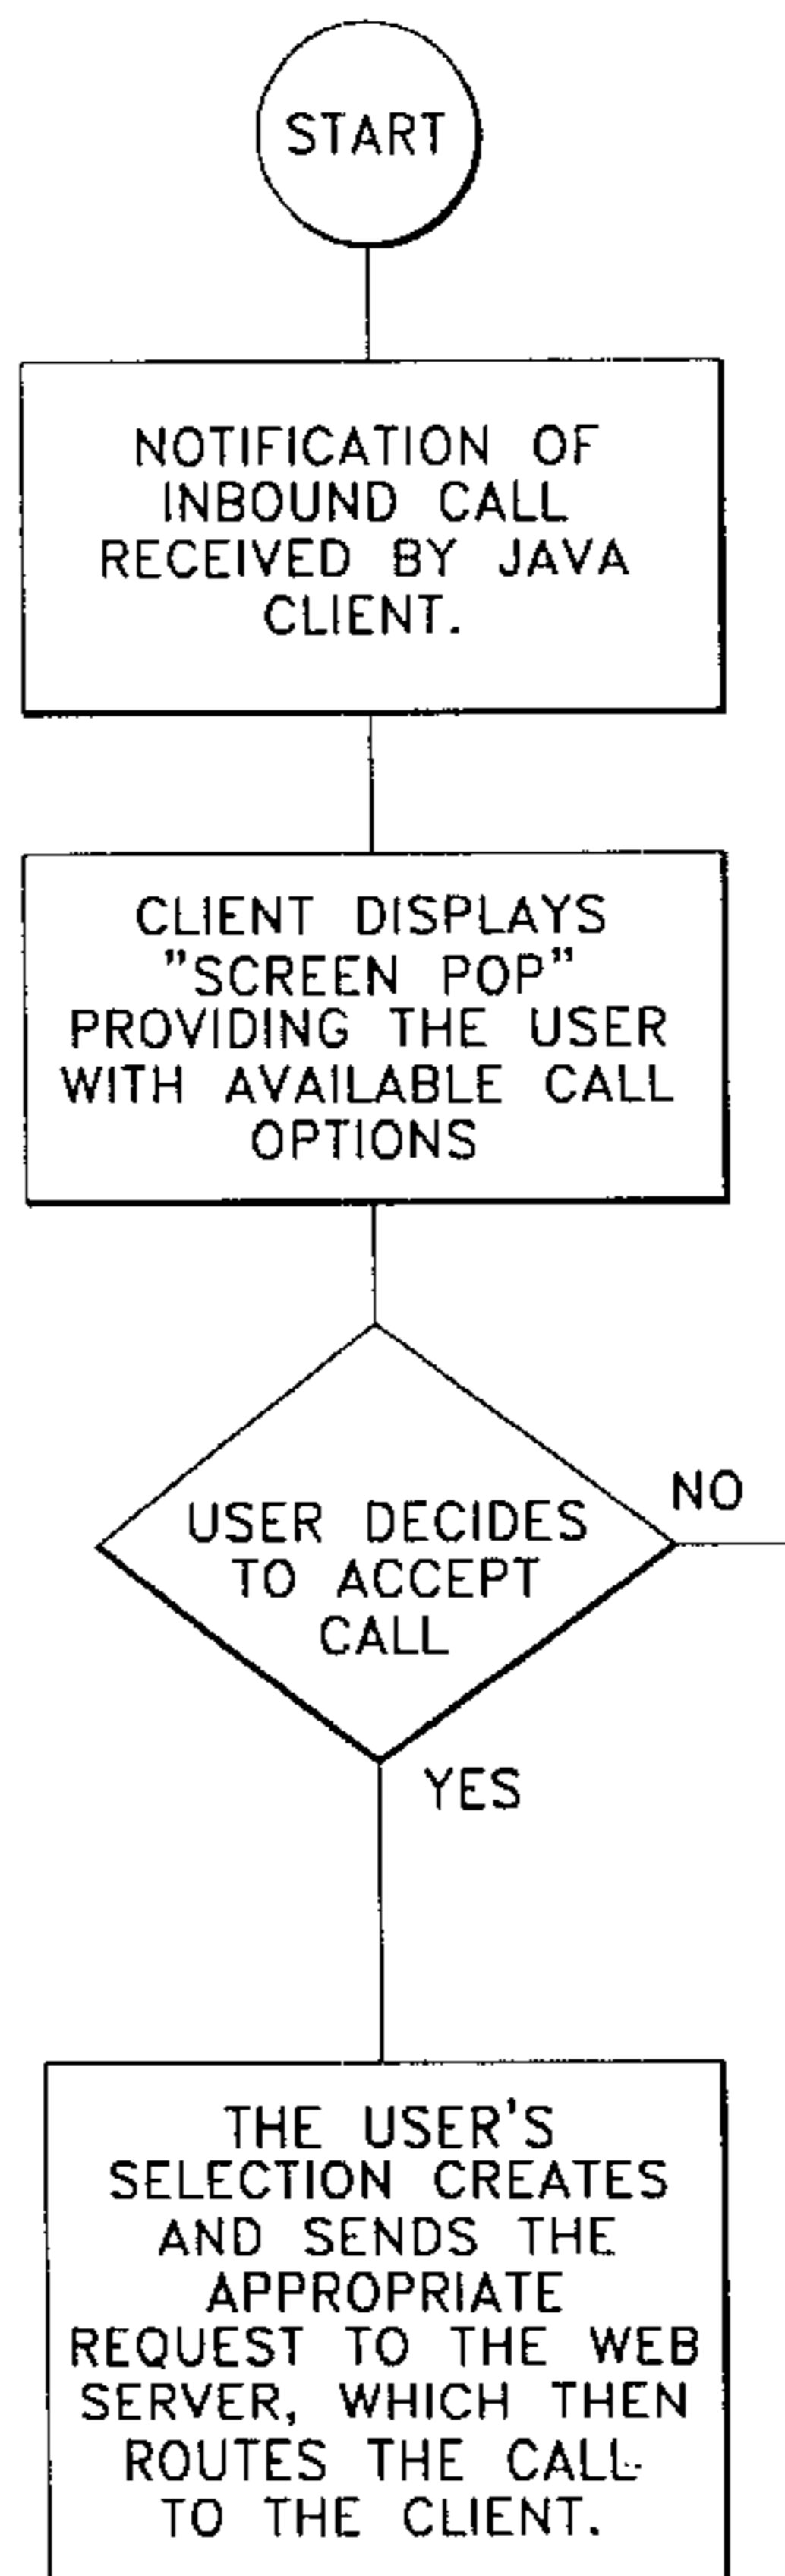 START
NOTIFICATION OF
INBOUND CALL
RECEIVED BY JAVA
CLIENT.
CLIENT DISPLAYS
"SCREEN POP"
PROVIDING THE USER
WITH AVAILABLE CALL
OPTIONS
NO
USER DECIDES
TO ACCEPT
CALL
YES
THE USER'S
SELECTION CREATES
AND SENDS THE
APPROPRIATE
REQUEST TO THE WEB
SERVER, WHICH THEN
ROUTES THE CALL
TO THE CLIENT.